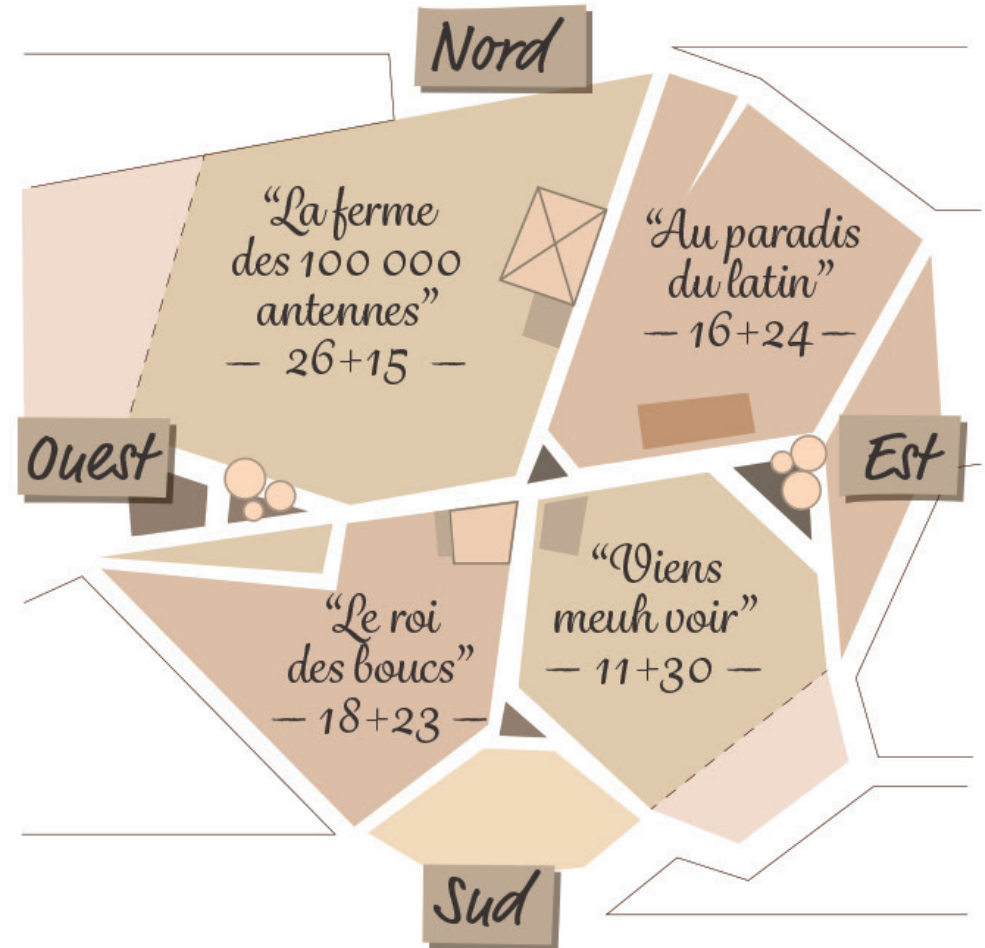 Nord
“La ferme
des 100 000
antennes”
— 26+15 —
“Au paradis
du latin”
— 16+24 —
Ouest
Est
“Viens
meuh voir”
— 11+30 —
“Le roi
des boucs”
— 18+23 —
Sud